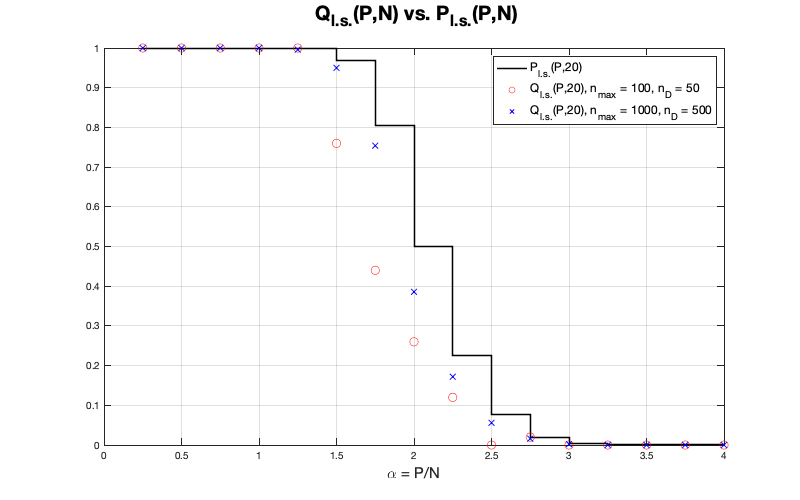 Q_l.s.(P,N) vs. P_l.s.(P,N)
1
0.9
0.8
0.7
0.6
0.5
0.4
0.3
0.2
0.1
0
P_l.s.(P,20)
Q_l.s.(P,20), n_max = 100, n_D = 50
Q_l.s.(P,20), n_max = 1000, n_D = 500
0 0.5 1 1.5 2 2.5 3 3.5 4
α = P/N